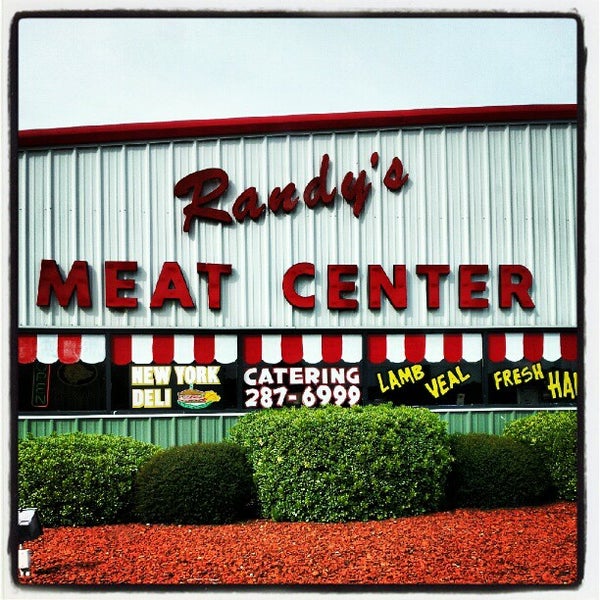 Randy's
MEAT CENTER
NEW YORK
DELI
CATERING
287-6999
LAMB
VEAL
FRESH